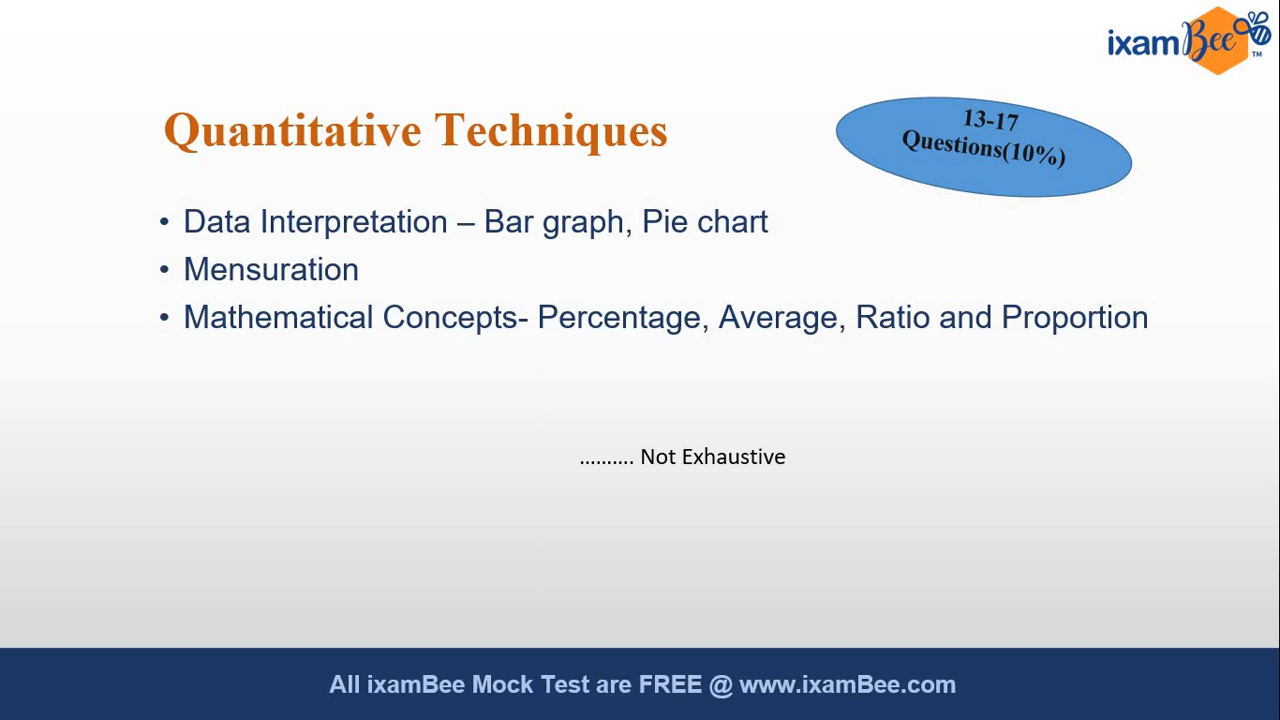 ixamBee
TM
Quantitative Techniques
13-17
Questions(10%)
• Data Interpretation – Bar graph, Pie chart
• Mensuration
• Mathematical Concepts- Percentage, Average, Ratio and Proportion
.......... Not Exhaustive
All ixamBee Mock Test are FREE @ www.ixamBee.com